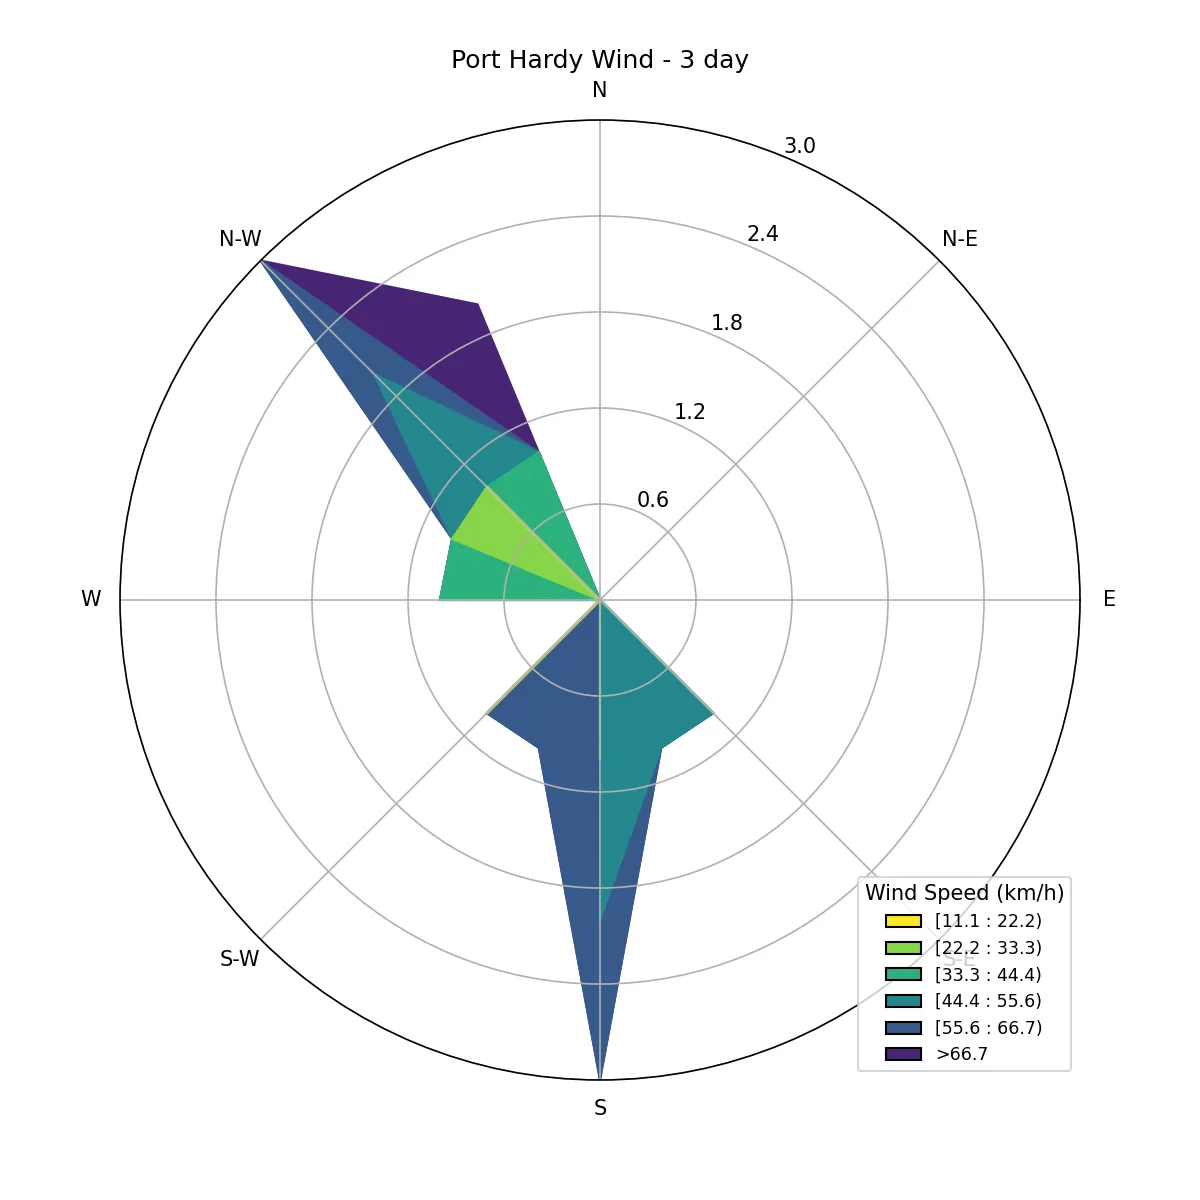 Port Hardy Wind - 3 day
N
3.0
N-W
N-E
2.4
1.8
1.2
0.6
W
E
Wind Speed (km/h)
[11.1 : 22.2)
[22.2 : 33.3)
S-W
S-E
[33.3 : 44.4)
[44.4 : 55.6)
[55.6 : 66.7)
>66.7
S